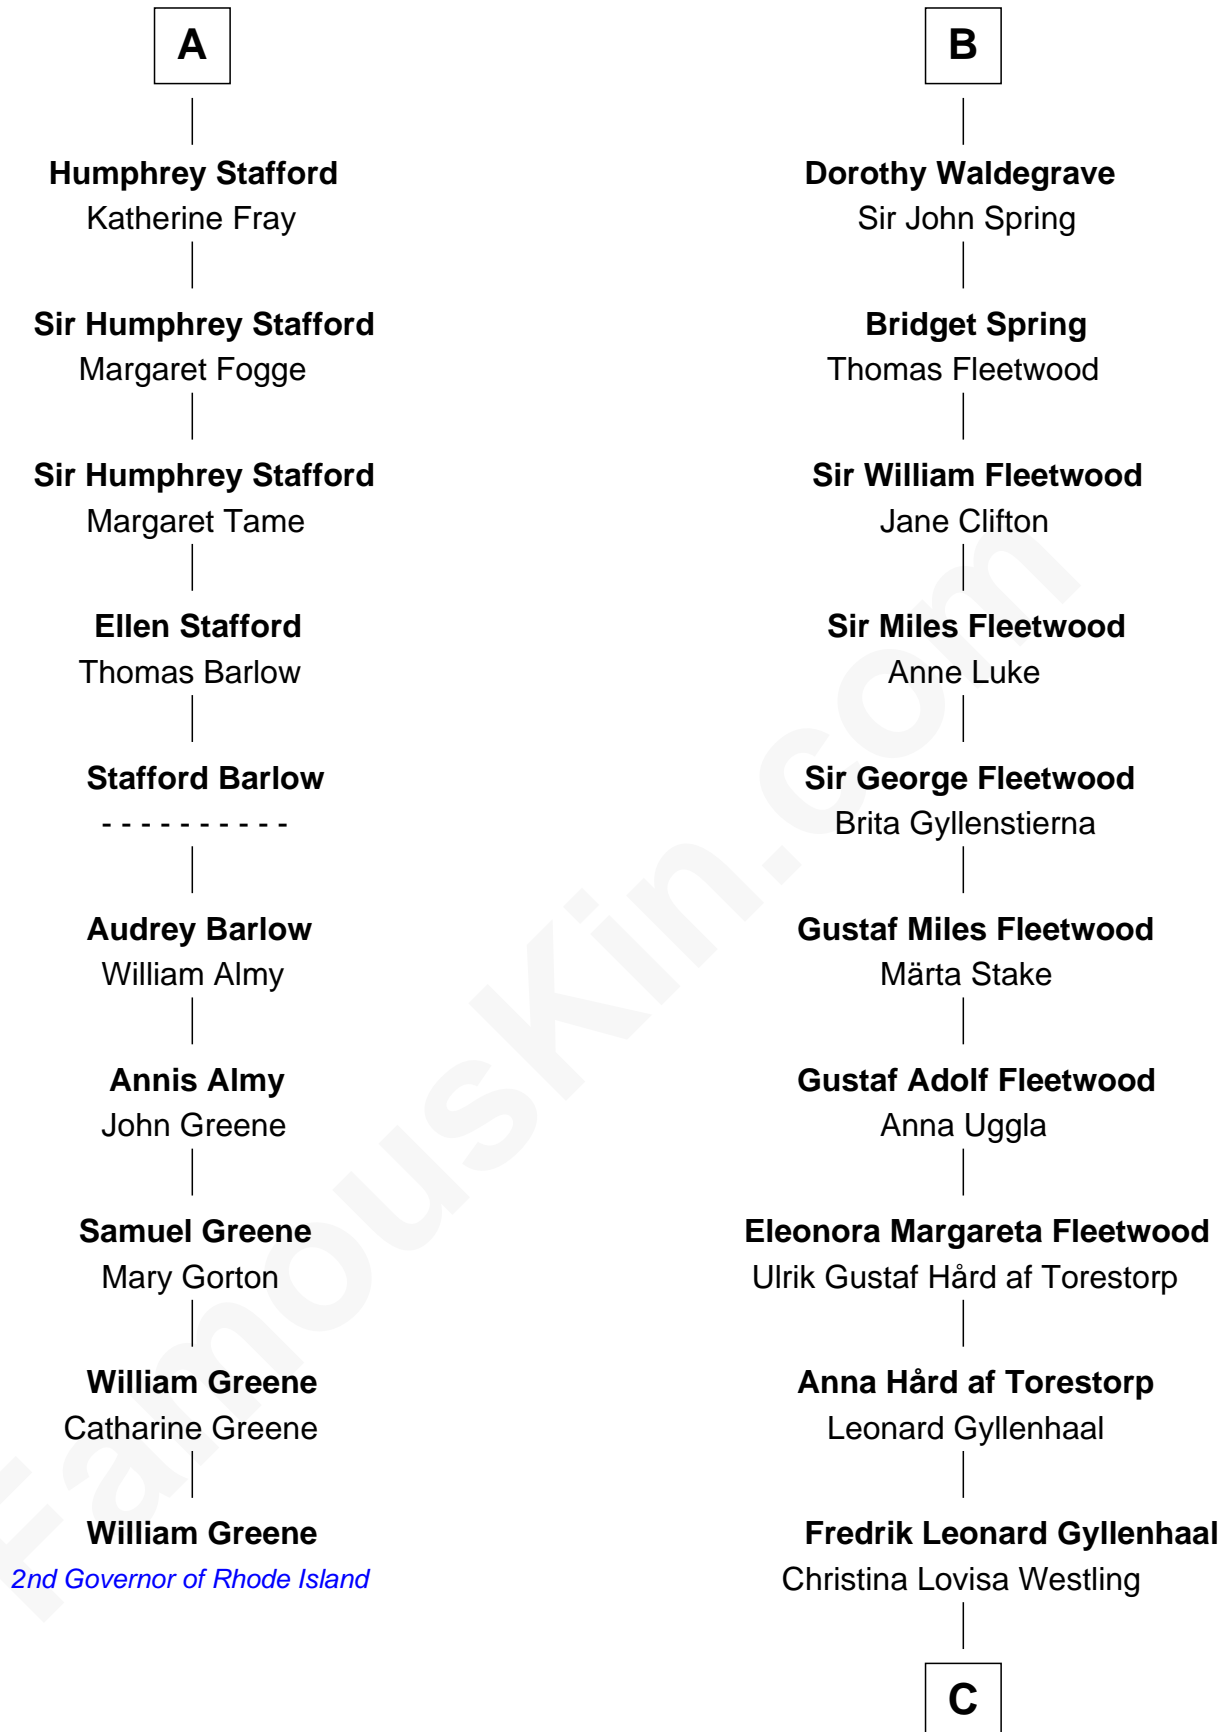 A
Humphrey Stafford
Katherine Fray
Sir Humphrey Stafford
Margaret Fogge
Sir Humphrey Stafford
Margaret Tame
Ellen Stafford
Thomas Barlow
Stafford Barlow
- - - - - - - - - -
Audrey Barlow
William Almy
Annis Almy
John Greene
Samuel Greene
Mary Gorton
William Greene
Catharine Greene
William Greene
2nd Governor of Rhode Island
B
Dorothy Waldegrave
Sir John Spring
Bridget Spring
Thomas Fleetwood
Sir William Fleetwood
Jane Clifton
Sir Miles Fleetwood
Anne Luke
Sir George Fleetwood
Brita Gyllenstierna
Gustaf Miles Fleetwood
Märta Stake
Gustaf Adolf Fleetwood
Anna Uggla
Eleonora Margareta Fleetwood
Ulrik Gustaf Hård af Torestorp
Anna Hård af Torestorp
Leonard Gyllenhaal
Fredrik Leonard Gyllenhaal
Christina Lovisa Westling
C
FamousKin.com